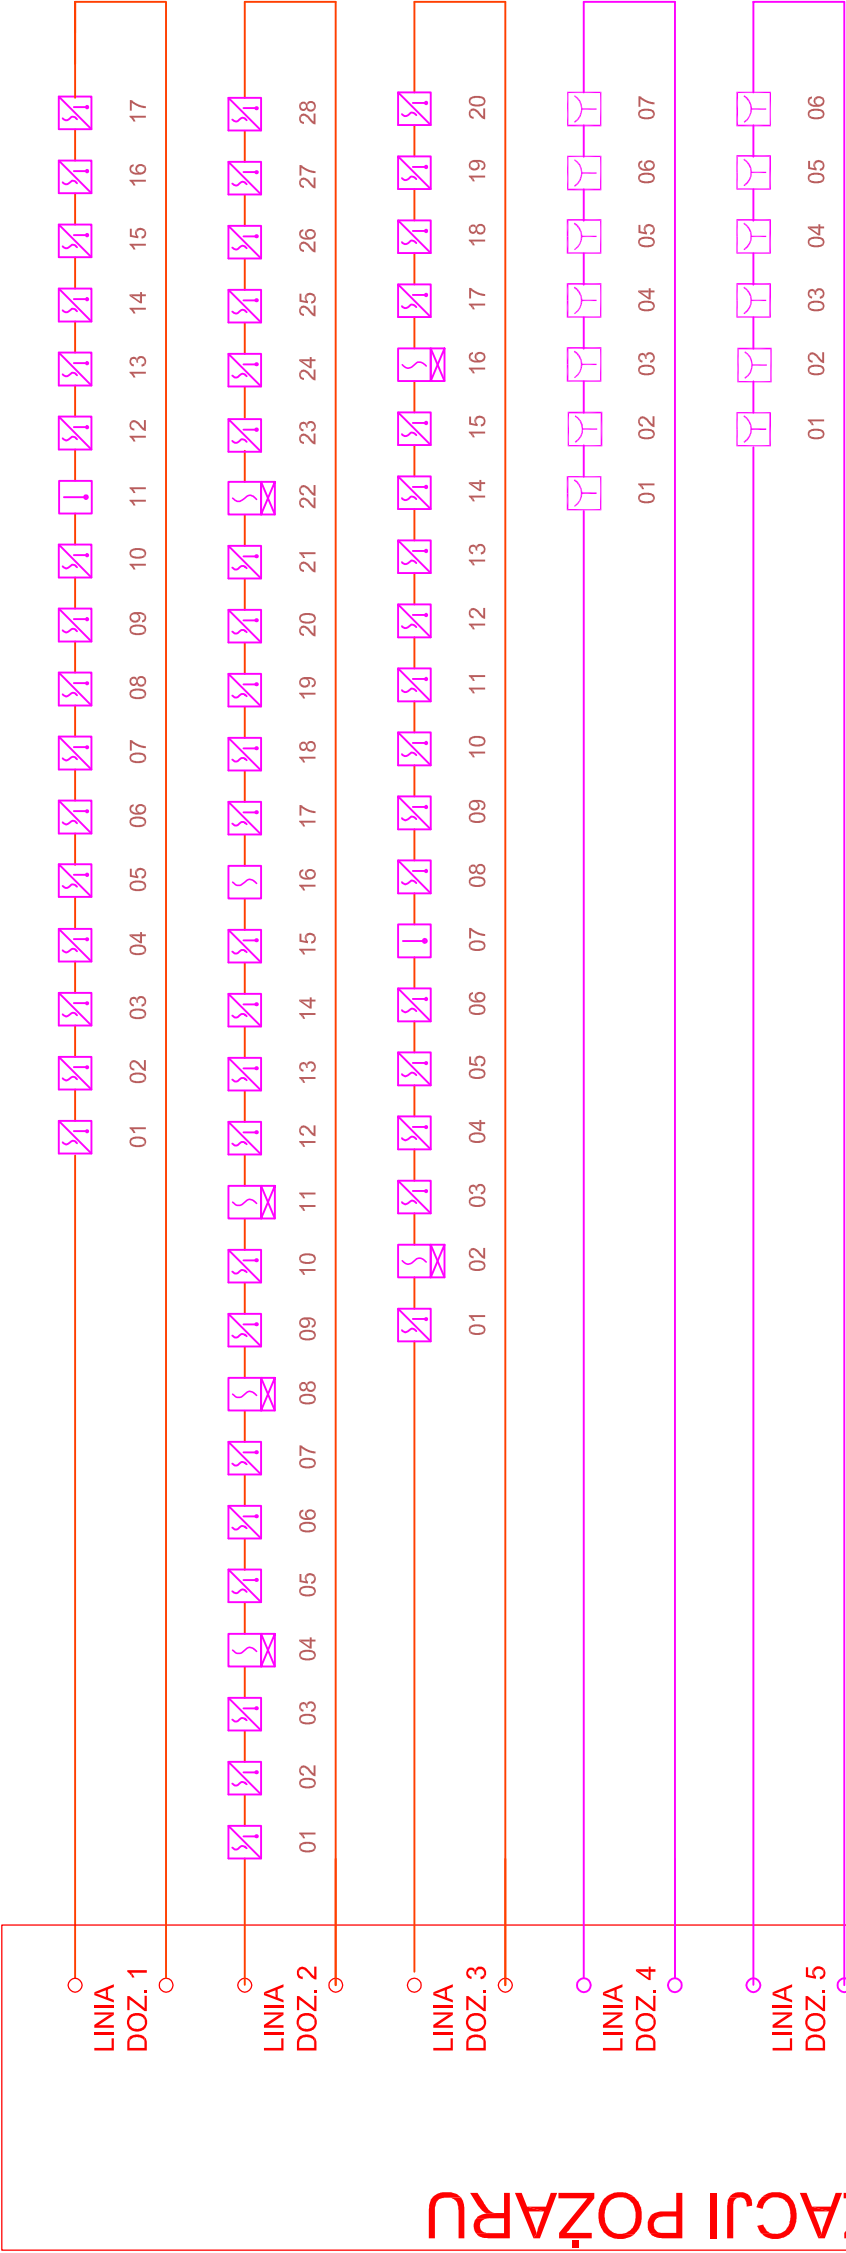 LINIA
DOZ. 1
01 02 03 04 05 06 07 08 09 10 11 12 13 14 15 16 17
LINIA
DOZ. 2
01 02 03 04 05 06 07 08 09 10 11 12 13 14 15 16 17 18 19 20 21 22 23 24 25 26 27 28
LINIA
DOZ. 3
01 02 03 04 05 06 07 08 09 10 11 12 13 14 15 16 17 18 19 20
LINIA
DOZ. 4
01 02 03 04 05 06 07
LINIA
DOZ. 5
01 02 03 04 05 06
ACJI POŻARU